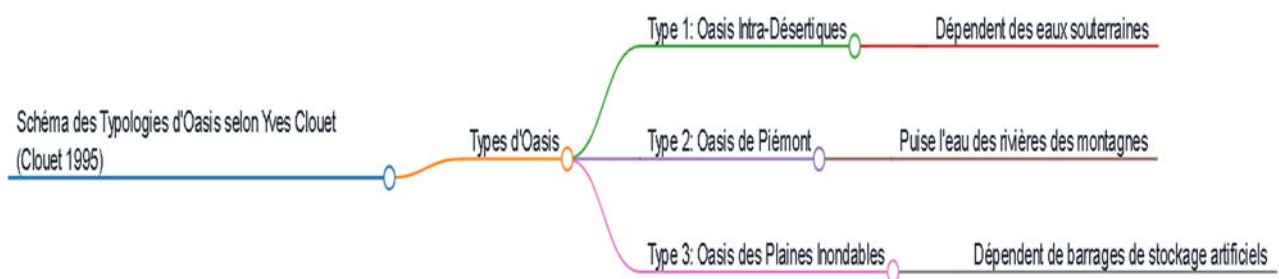 Schéma des Typologies d'Oasis selon Yves Clouet
(Clouet 1995)
Types d'Oasis
Type 1: Oasis Intra-Désertiques
Dépendent des eaux souterraines
Type 2: Oasis de Piémont
Puise l'eau des rivières des montagnes
Type 3: Oasis des Plaines Inondables
Dépendent de barrages de stockage artificiels